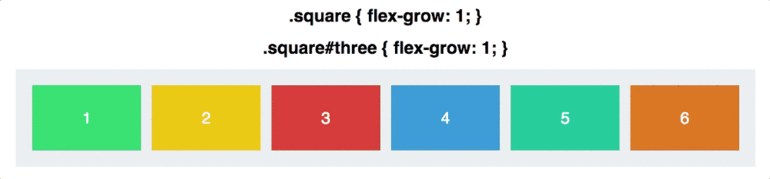 .square { flex-grow: 1; }
.square#three { flex-grow: 1; }
1 2 3 4 5 6